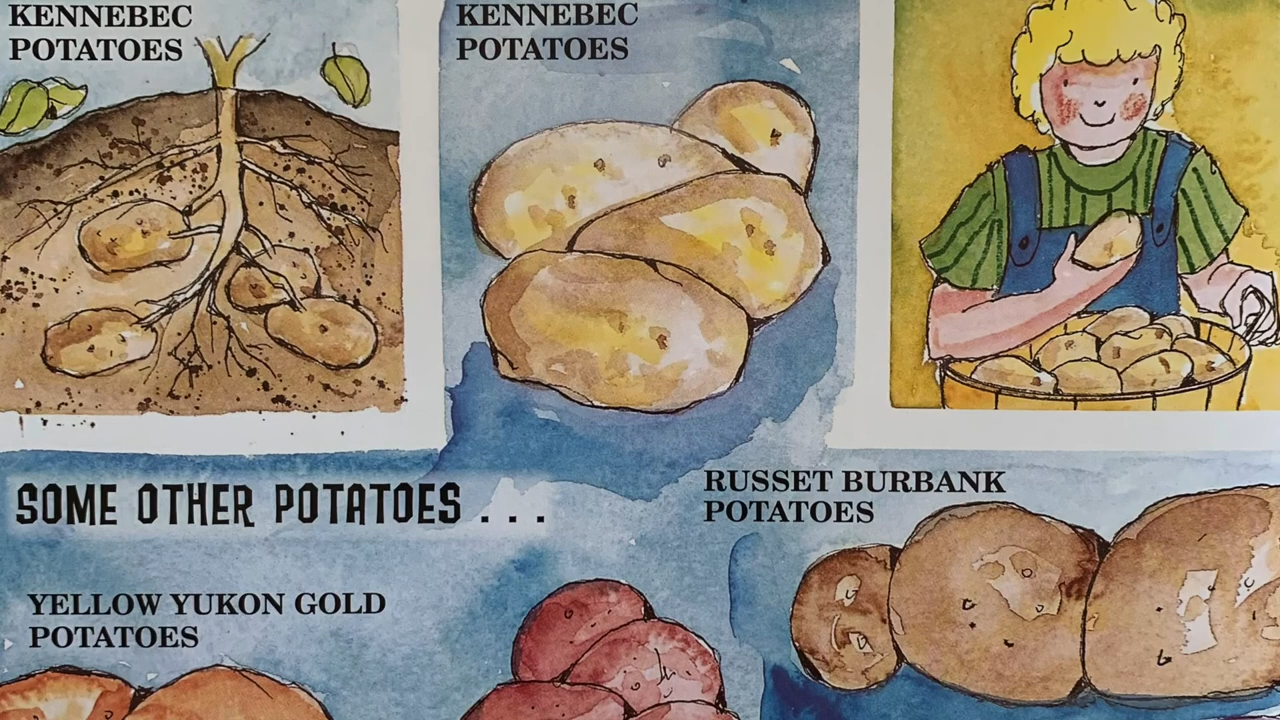 KENNEBEC
POTATOES
KENNEBEC
POTATOES
SOME OTHER POTATOES . . .
RUSSET BURBANK
POTATOES
YELLOW YUKON GOLD
POTATOES